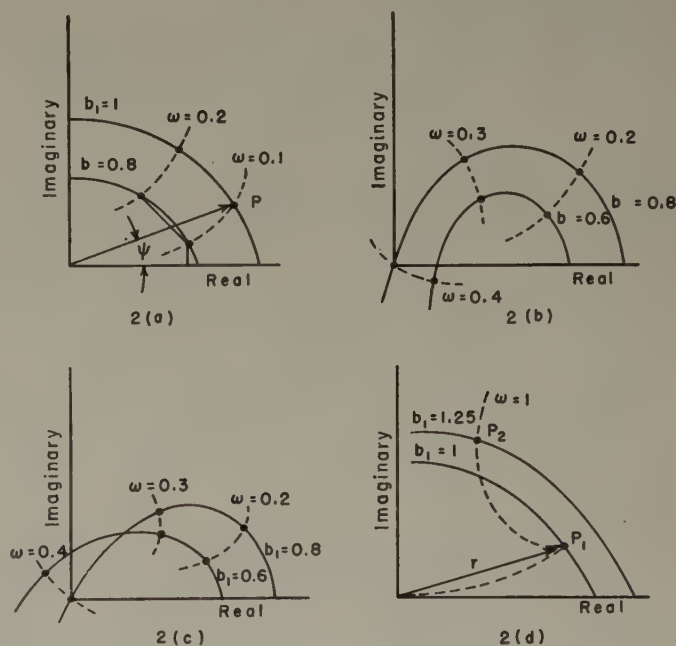 Imaginary
b₁=1
b=0.8
ω=0.2
ω=0.1
P
ψ
Real
2(a)
Imaginary
ω=0.3
ω=0.2
b=0.6
b=0.8
ω=0.4
Real
2(b)
Imaginary
ω=0.4
ω=0.3
ω=0.2
b₁=0.8
b₁=0.6
Real
2(c)
Imaginary
ω=1
b₁=1.25
P₂
b₁=1
P₁
r
Real
2(d)